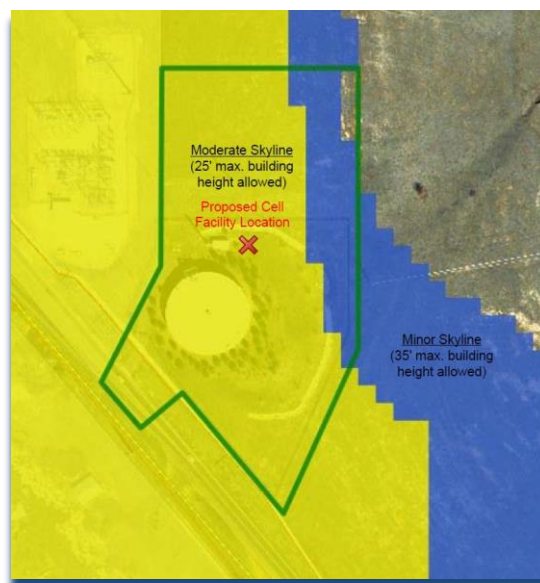 Moderate Skyline
(25' max. building
height allowed)
Proposed Cell
Facility Location
Minor Skyline
(35' max. building
height allowed)